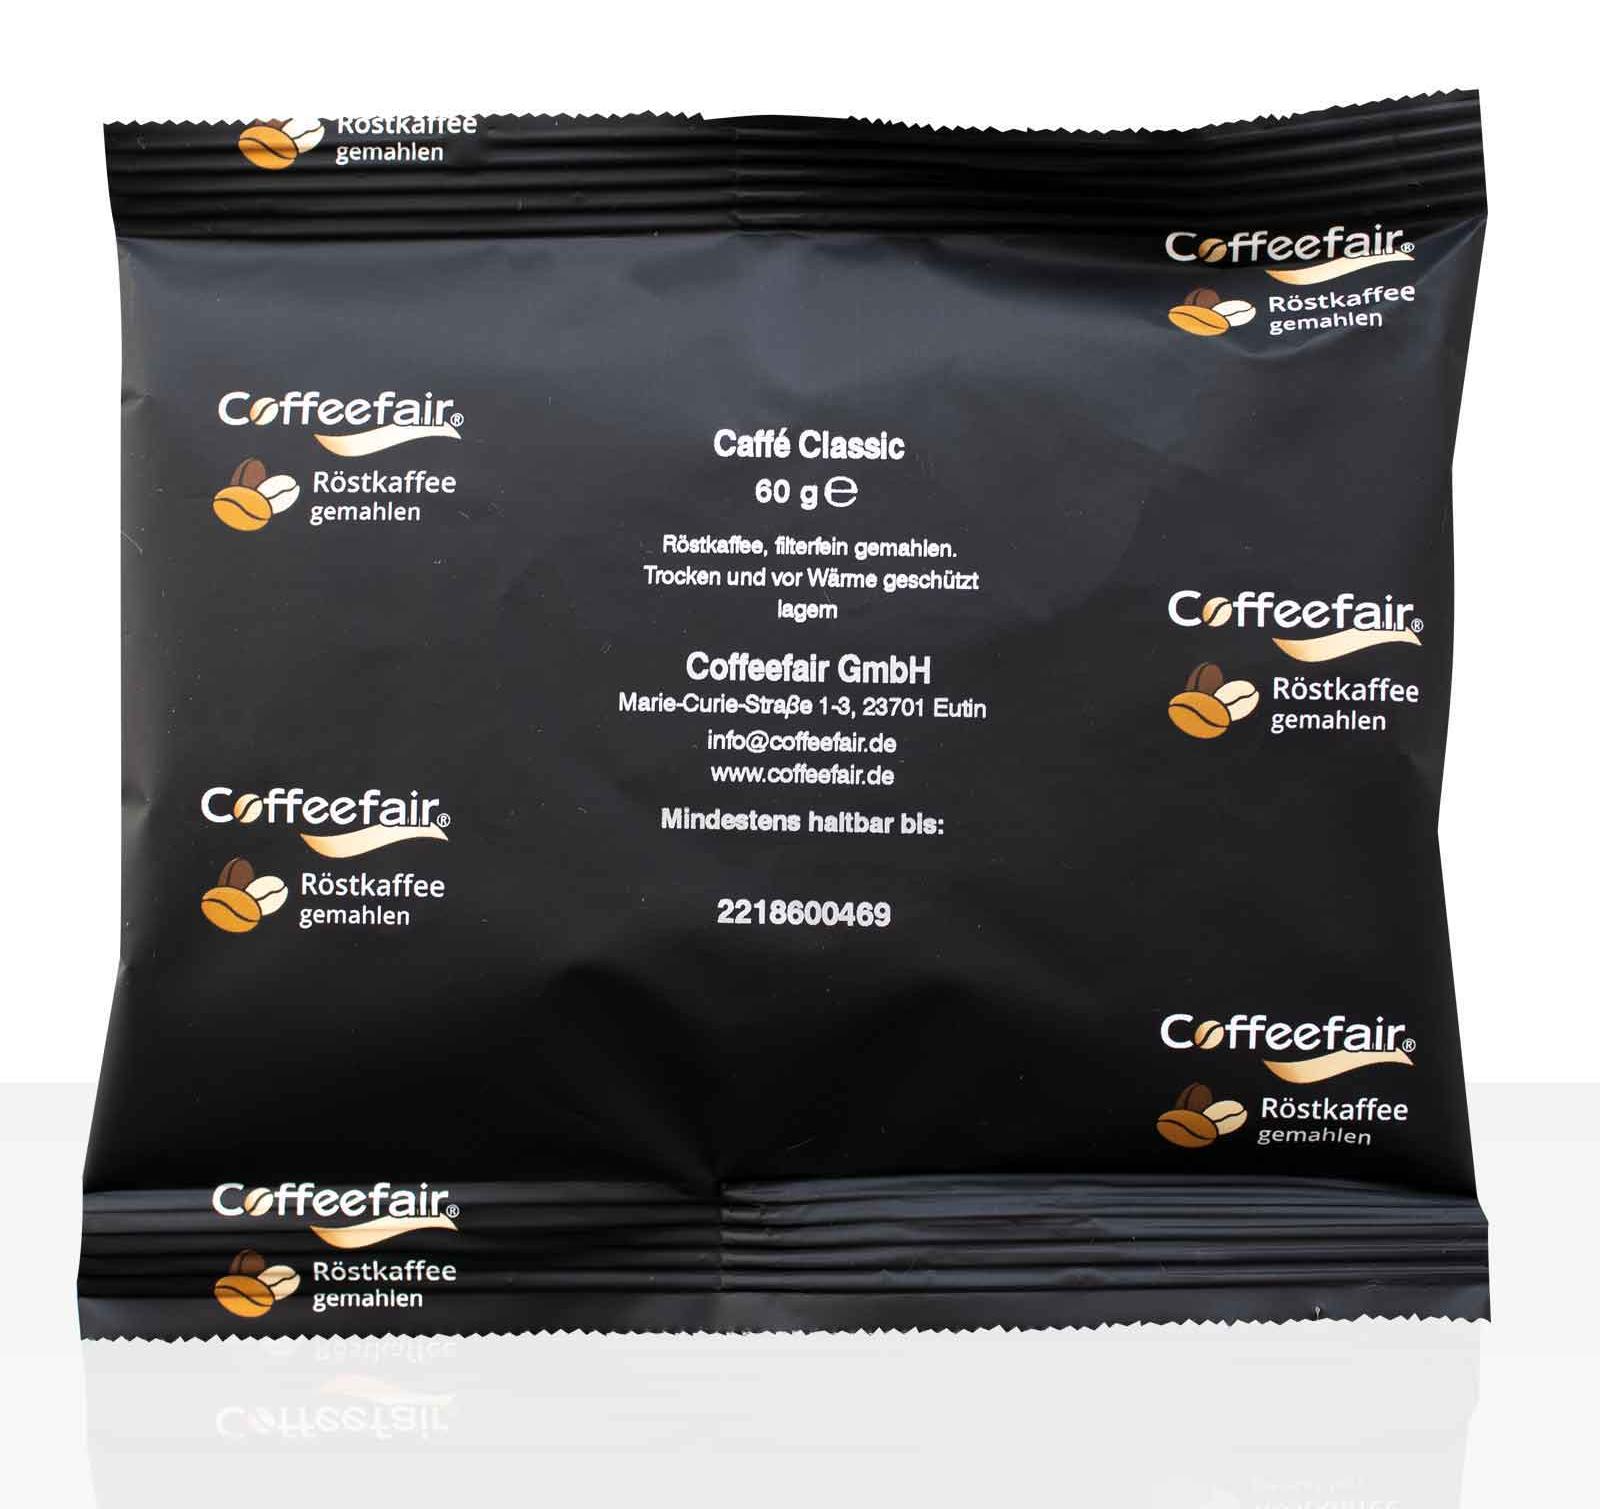 Röstkaffee
gemahlen
Coffeefair®
Röstkaffee
gemahlen
Coffeefair®
Röstkaffee
gemahlen
Caffé Classic
60 g ℮
Röstkaffee, filterfein gemahlen.
Trocken und vor Wärme geschützt
lagern
Coffeefair GmbH
Marie-Curie-Straße 1-3, 23701 Eutin
info@coffeefair.de
www.coffeefair.de
Mindestens haltbar bis:
2218600469
Coffeefair®
Röstkaffee
gemahlen
Coffeefair®
Röstkaffee
gemahlen
Coffeefair®
Röstkaffee
gemahlen
Coffeefair®
Röstkaffee
gemahlen